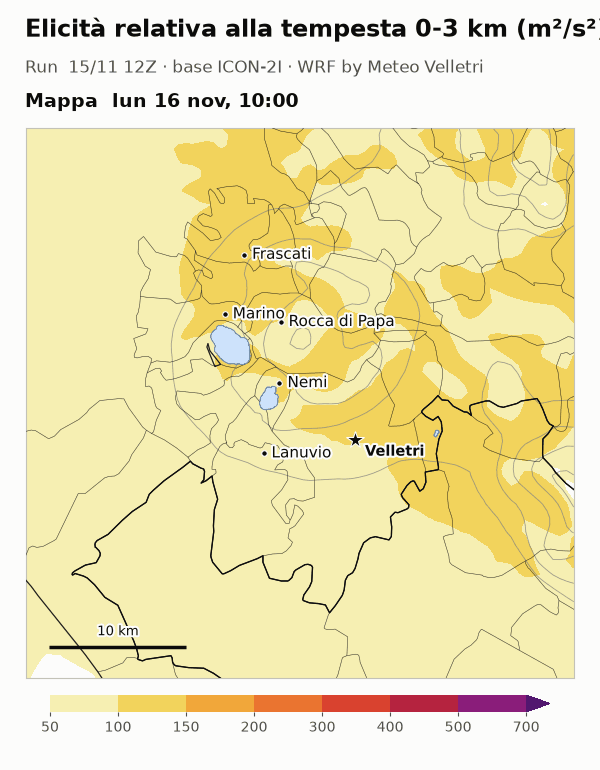 Elicità relativa alla tempesta 0-3 km (m²/s²)
Run  15/11 12Z · base ICON-2I · WRF by Meteo Velletri
Mappa  lun 16 nov, 10:00
Frascati
Marino
Rocca di Papa
Nemi
Velletri
Lanuvio
10 km
50 100 150 200 300 400 500 700